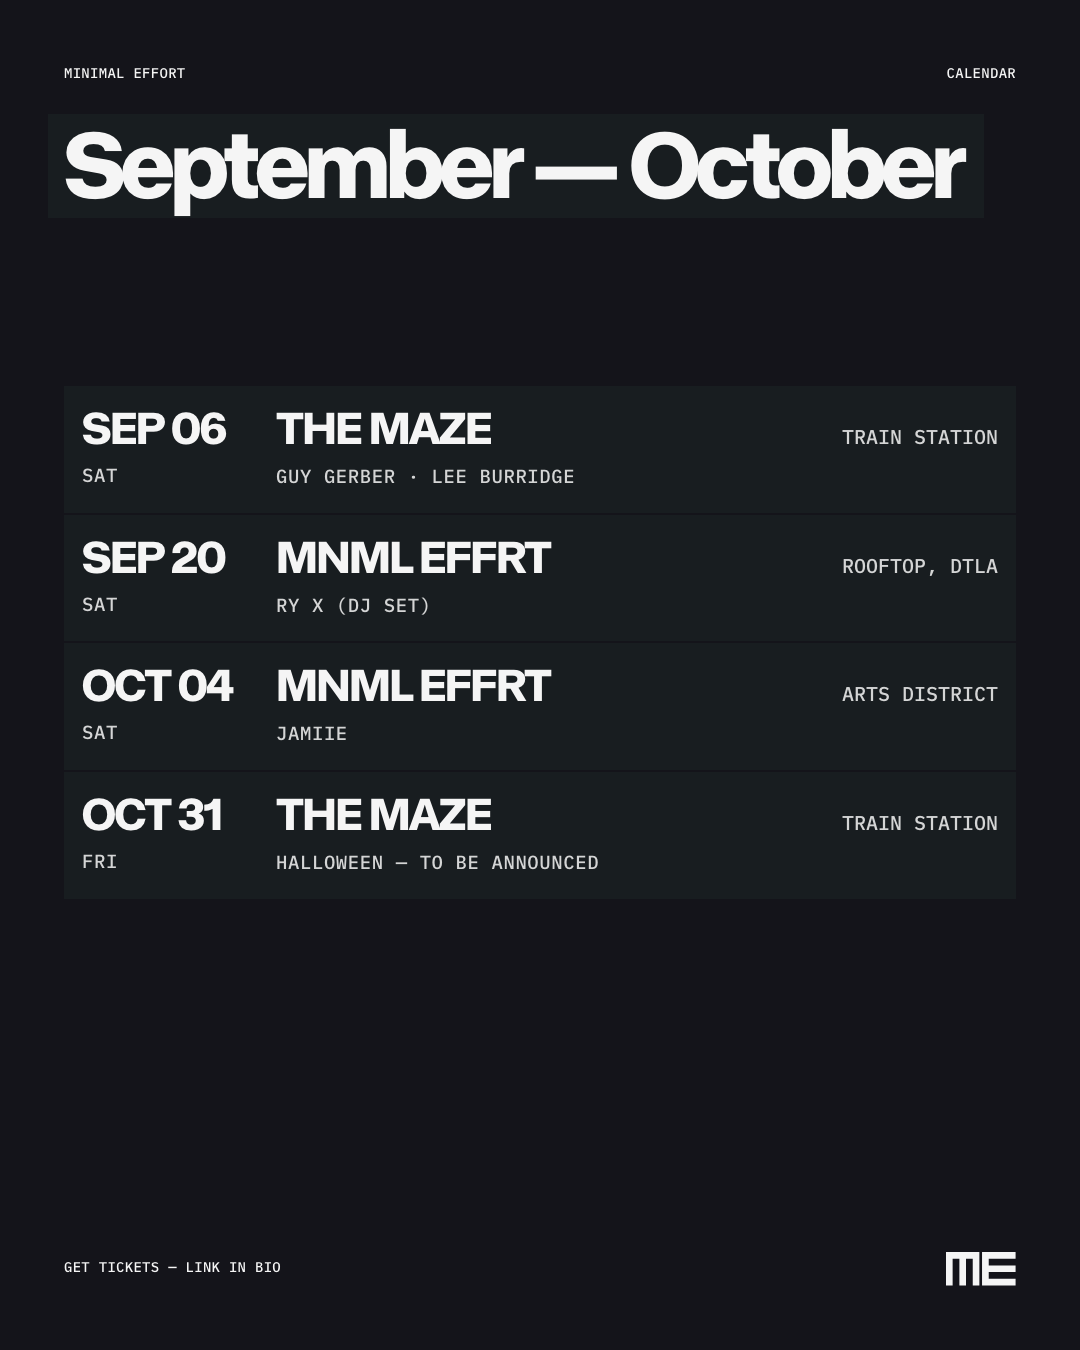 MINIMAL EFFORT
CALENDAR
September — October
SEP 06
THE MAZE
TRAIN STATION
SAT
GUY GERBER · LEE BURRIDGE
SEP 20
MNML EFFRT
ROOFTOP, DTLA
SAT
RY X (DJ SET)
OCT 04
MNML EFFRT
ARTS DISTRICT
SAT
JAMIIE
OCT 31
THE MAZE
TRAIN STATION
FRI
HALLOWEEN — TO BE ANNOUNCED
GET TICKETS — LINK IN BIO
ME